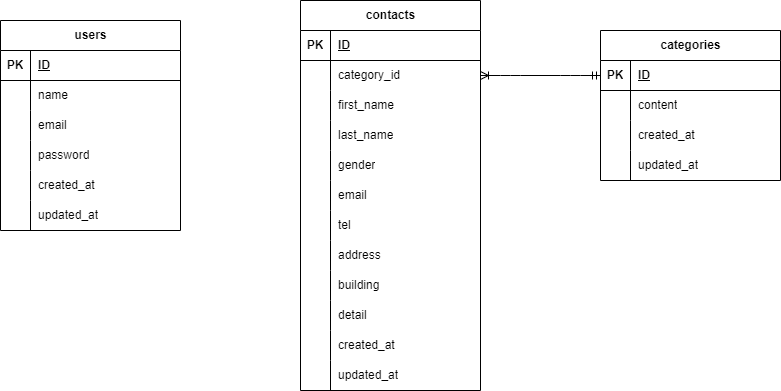 users
PK ID
name
email
password
created_at
updated_at
contacts
PK ID
category_id
first_name
last_name
gender
email
tel
address
building
detail
created_at
updated_at
categories
PK ID
content
created_at
updated_at